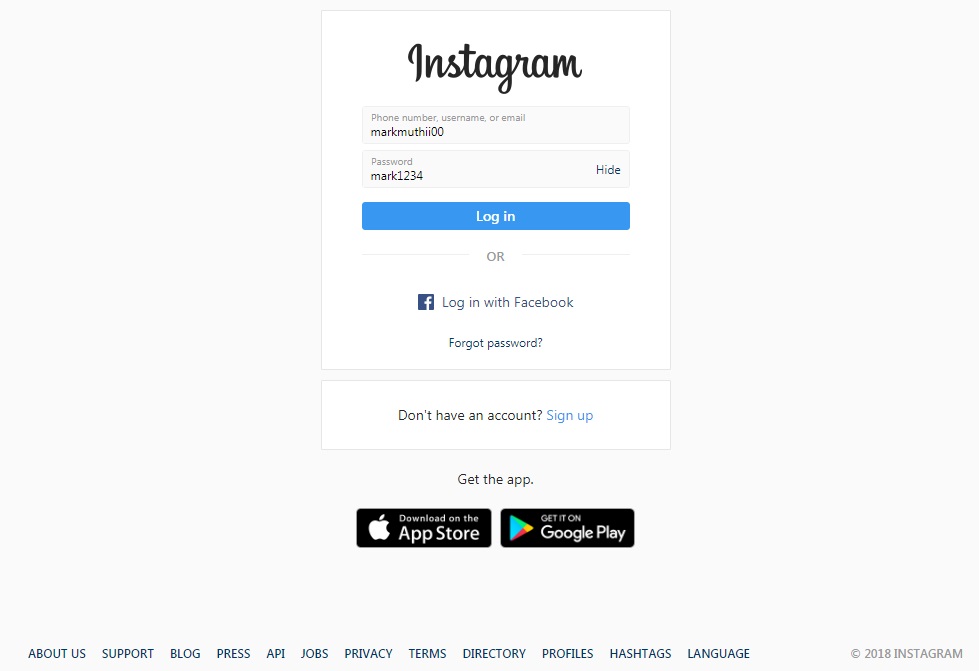 Instagram
Phone number, username, or email
markmuthii00
Password
mark1234 Hide
Log in
OR
Log in with Facebook
Forgot password?
Don't have an account? Sign up
Get the app.
Download on the
App Store
GET IT ON
Google Play
ABOUT US SUPPORT BLOG PRESS API JOBS PRIVACY TERMS DIRECTORY PROFILES HASHTAGS LANGUAGE © 2018 INSTAGRAM